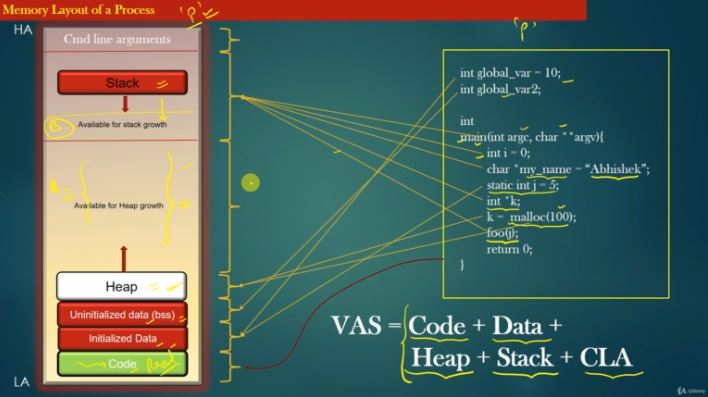 Memory Layout of a Process
'P'
HA
Cmd line arguments
Stack
B
Available for stack growth
A
Available for Heap growth
Heap
Uninitialized data (bss)
Initialized Data
Code
LA
'P'
int global_var = 10;
int global_var2;
int
main(int argc, char **argv){
int i = 0;
char *my_name = "Abhishek";
static int j = 5;
int *k;
k = malloc(100);
foo(j);
return 0;
}
VAS = Code + Data +
Heap + Stack + CLA
Udemy